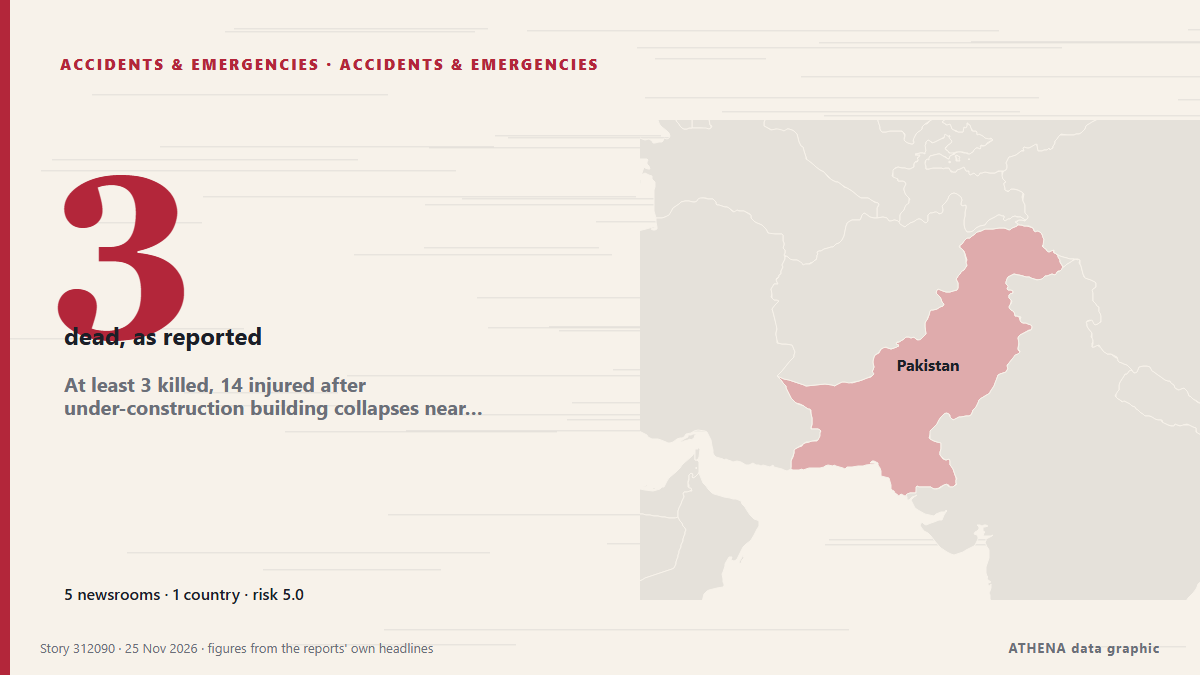 ACCIDENTS & EMERGENCIES · ACCIDENTS & EMERGENCIES
3
dead, as reported
At least 3 killed, 14 injured after
under-construction building collapses near…
Pakistan
5 newsrooms · 1 country · risk 5.0
Story 312090 · 25 Nov 2026 · figures from the reports' own headlines
ATHENA data graphic